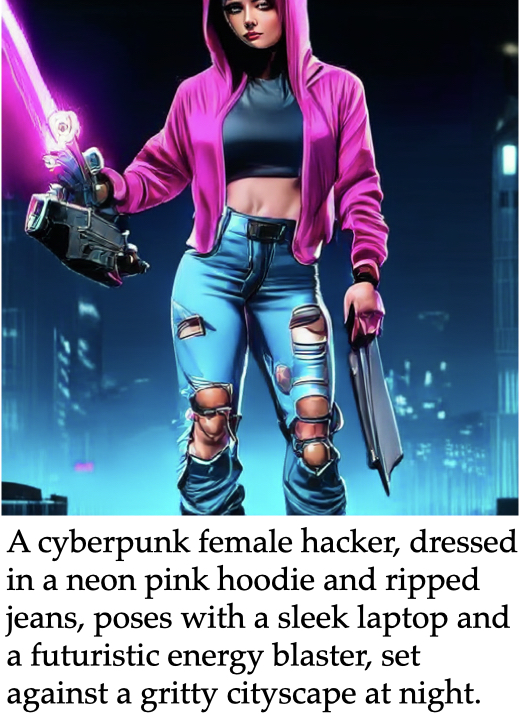 A cyberpunk female hacker, dressed
in a neon pink hoodie and ripped
jeans, poses with a sleek laptop and
a futuristic energy blaster, set
against a gritty cityscape at night.